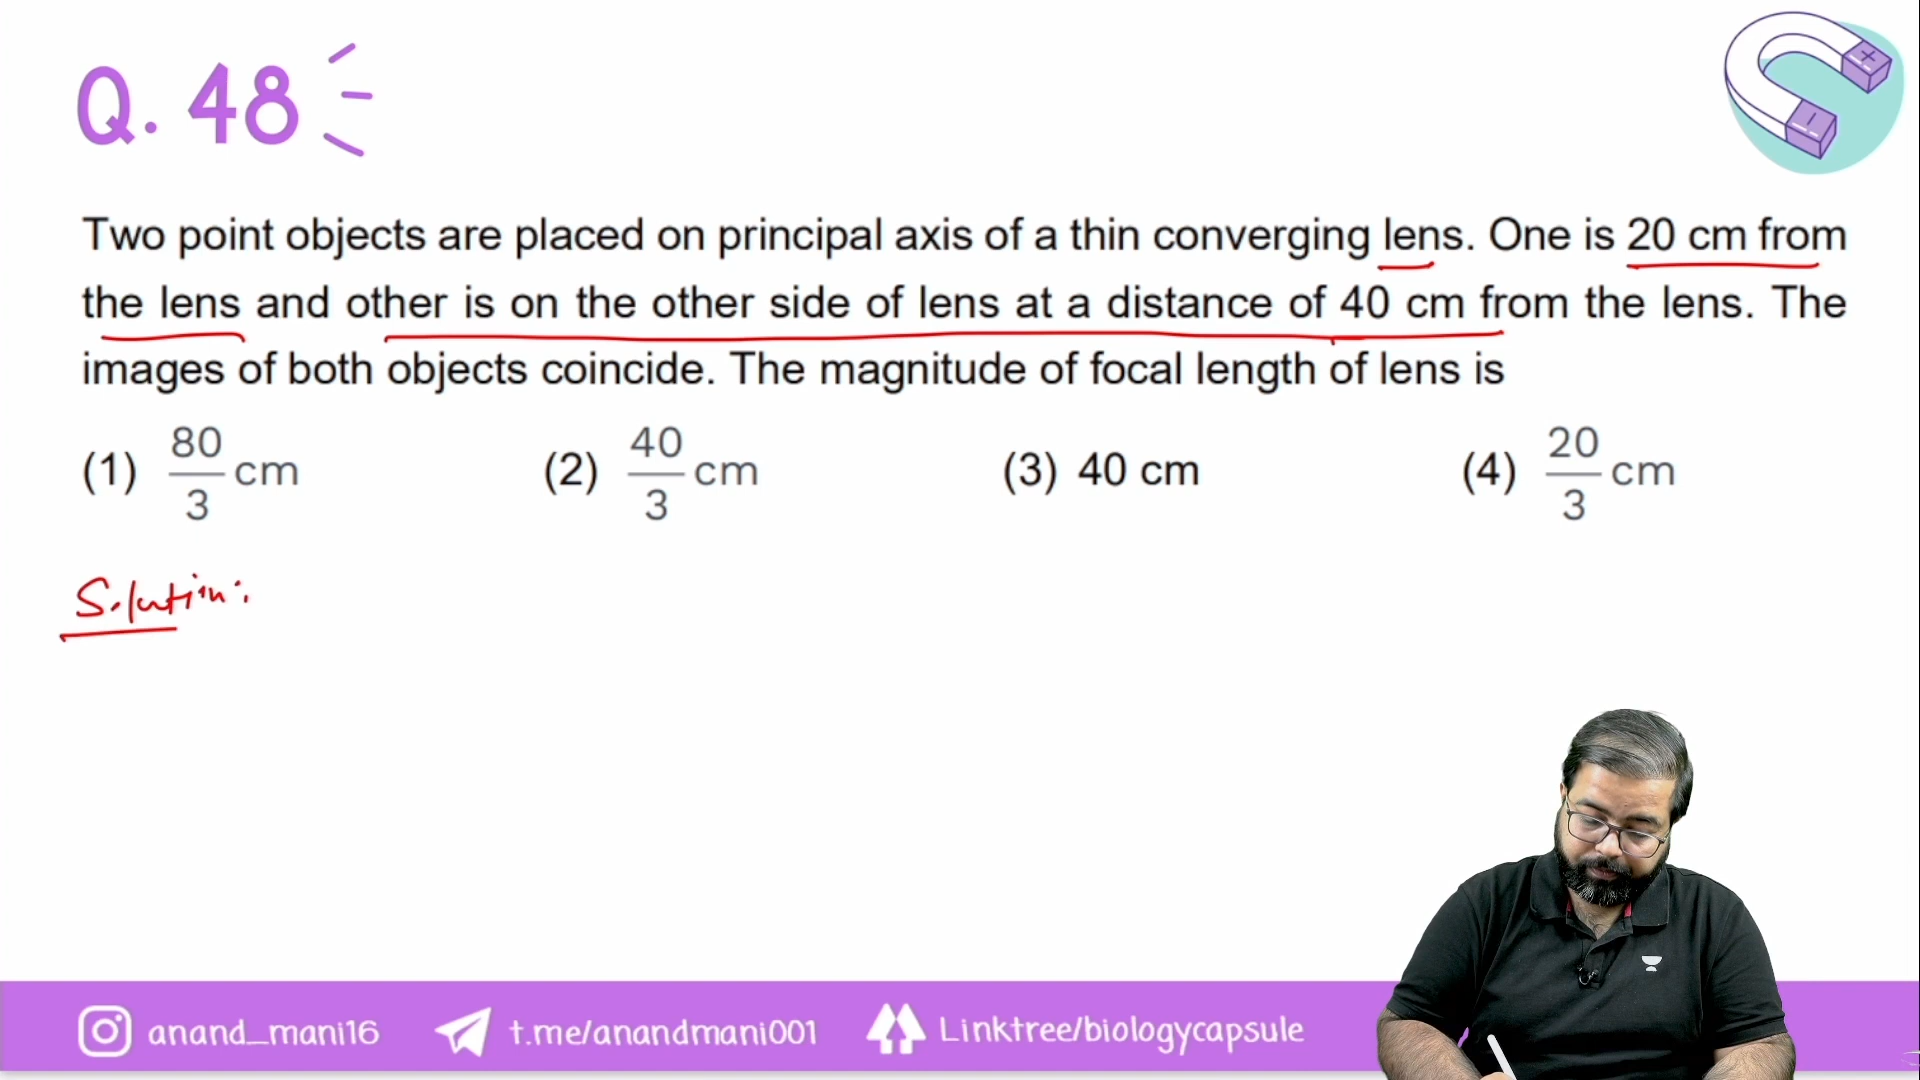 Q. 48
Two point objects are placed on principal axis of a thin converging lens. One is 20 cm from
the lens and other is on the other side of lens at a distance of 40 cm from the lens. The
images of both objects coincide. The magnitude of focal length of lens is
(1) 80/3 cm (2) 40/3 cm (3) 40 cm (4) 20/3 cm
Solution:
anand_mani16 t.me/anandmani001 Linktree/biologycapsule